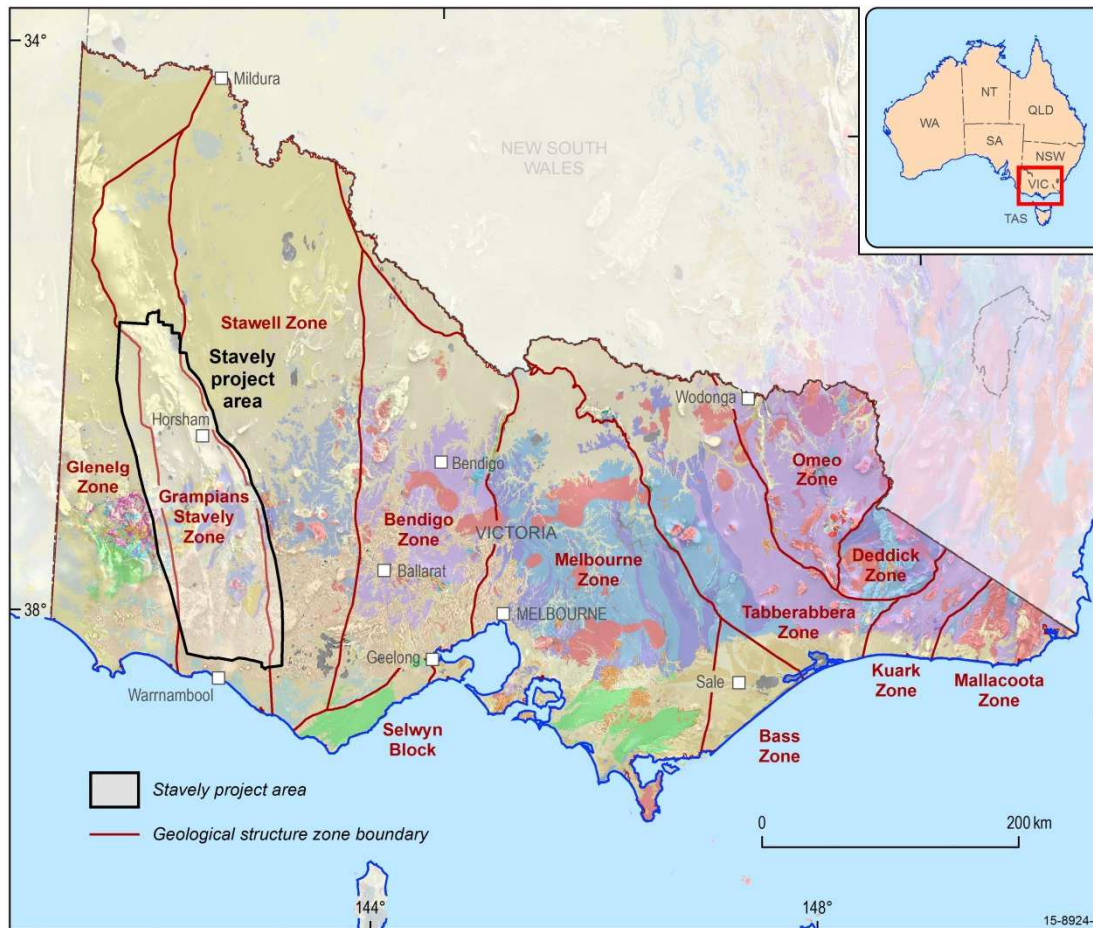 34°
Mildura
NEW SOUTH
WALES
NT
WA
QLD
SA
NSW
VIC
TAS
Stawell Zone
Stavely
project
area
Wodonga
Horsham
Bendigo
Omeo
Zone
Glenelg
Zone
Grampians
Stavely
Zone
Bendigo
Zone
VICTORIA
Ballarat
Melbourne
Zone
Deddick
Zone
38°
MELBOURNE
Tabberabbera
Zone
Geelong
Sale
Kuark
Zone
Mallacoota
Zone
Warrnambool
Selwyn
Block
Bass
Zone
Stavely project area
Geological structure zone boundary
0
200 km
144°
148°
15-8924-